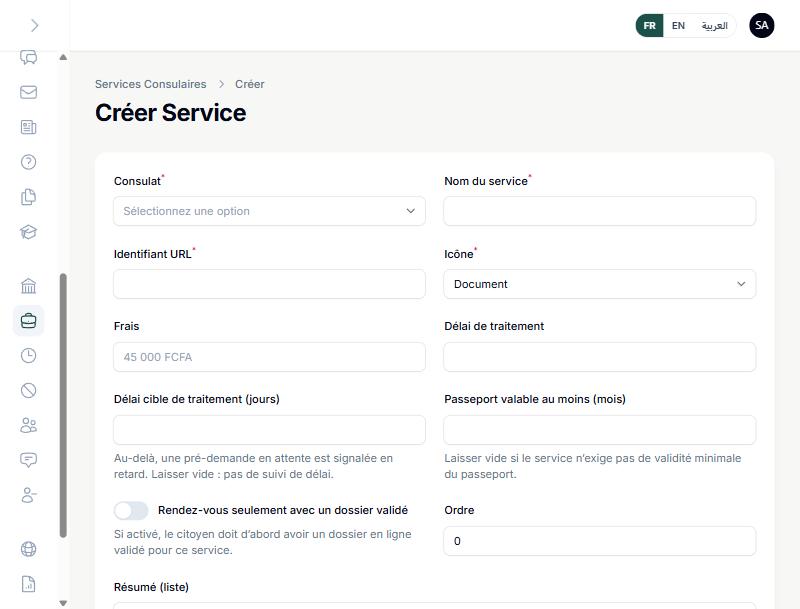 FR EN العربية SA
Services Consulaires > Créer
Créer Service
Consulat*
Nom du service*
Sélectionnez une option
Identifiant URL*
Icône*
Document
Frais
Délai de traitement
45 000 FCFA
Délai cible de traitement (jours)
Passeport valable au moins (mois)
Au-delà, une pré-demande en attente est signalée en
retard. Laisser vide : pas de suivi de délai.
Laisser vide si le service n’exige pas de validité minimale
du passeport.
Rendez-vous seulement avec un dossier validé
Ordre
Si activé, le citoyen doit d’abord avoir un dossier en ligne
validé pour ce service.
0
Résumé (liste)